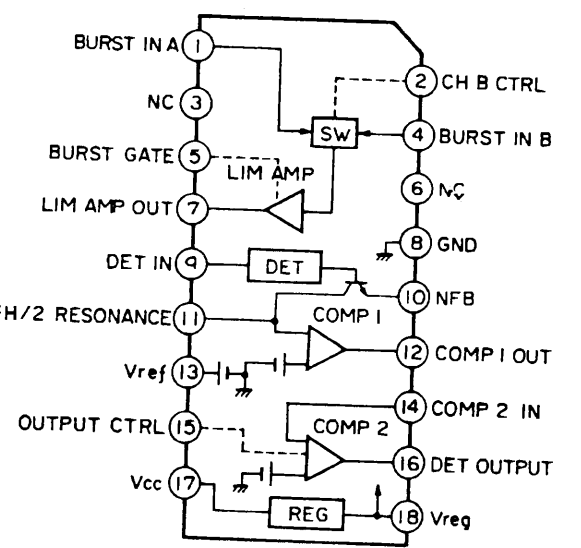 BURST IN A 1
2 CH B CTRL
NC 3
SW
4 BURST IN B
BURST GATE 5
LIM AMP
6 NC
LIM AMP OUT 7
8 GND
DET IN 9
DET
10 NFB
FH/2 RESONANCE 11
COMP 1
12 COMP 1 OUT
Vref 13
14 COMP 2 IN
OUTPUT CTRL 15
COMP 2
16 DET OUTPUT
Vcc 17
REG
18 Vreg